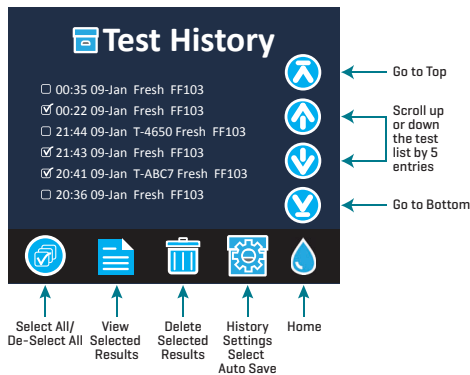 Test History
00:35 09-Jan Fresh FF103
00:22 09-Jan Fresh FF103
21:44 09-Jan T-4650 Fresh FF103
21:43 09-Jan Fresh FF103
20:41 09-Jan T-ABC7 Fresh FF103
20:36 09-Jan Fresh FF103
Go to Top
Scroll up
or down
the test
list by 5
entries
Go to Bottom
Select All/
De-Select All
View
Selected
Results
Delete
Selected
Results
History
Settings
Select
Auto Save
Home